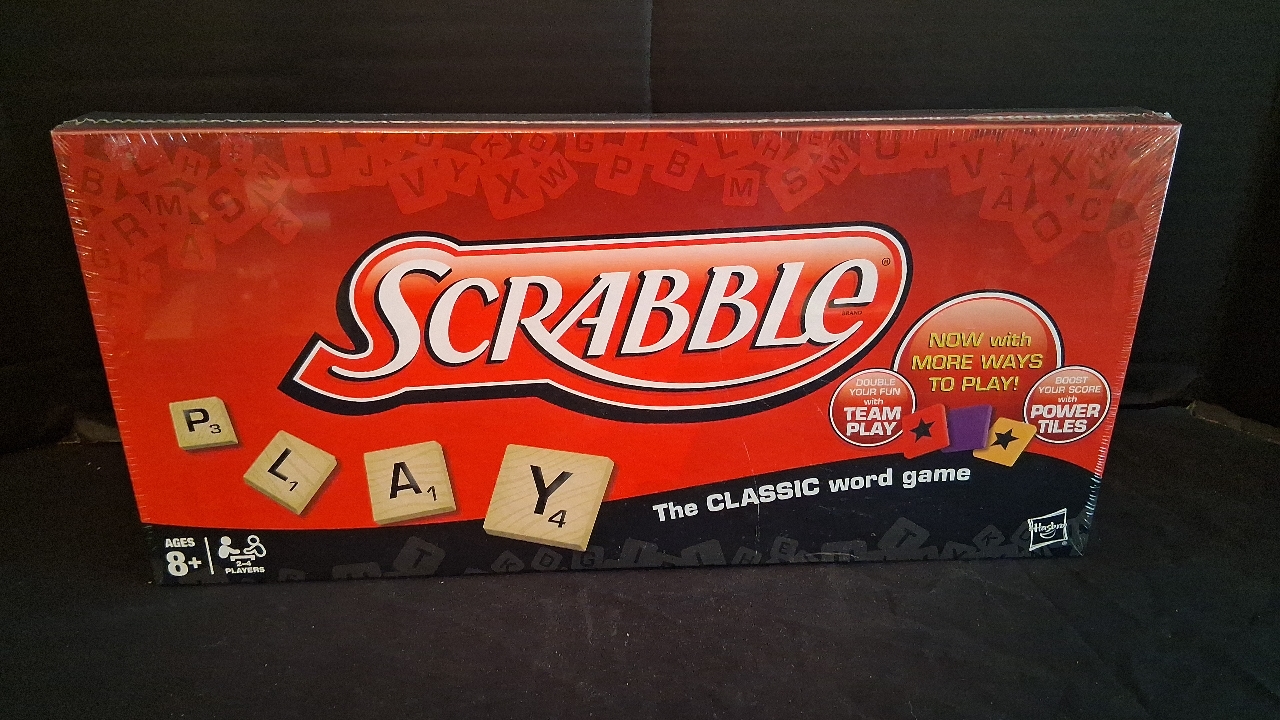 SCRABBLE®
BRAND
NOW with
MORE WAYS
TO PLAY!
DOUBLE
YOUR FUN
with
TEAM
PLAY
BOOST
YOUR SCORE
with
POWER
TILES
P3
L1
A1
Y4
The CLASSIC word game
AGES
8+
2-4
PLAYERS
Hasbro